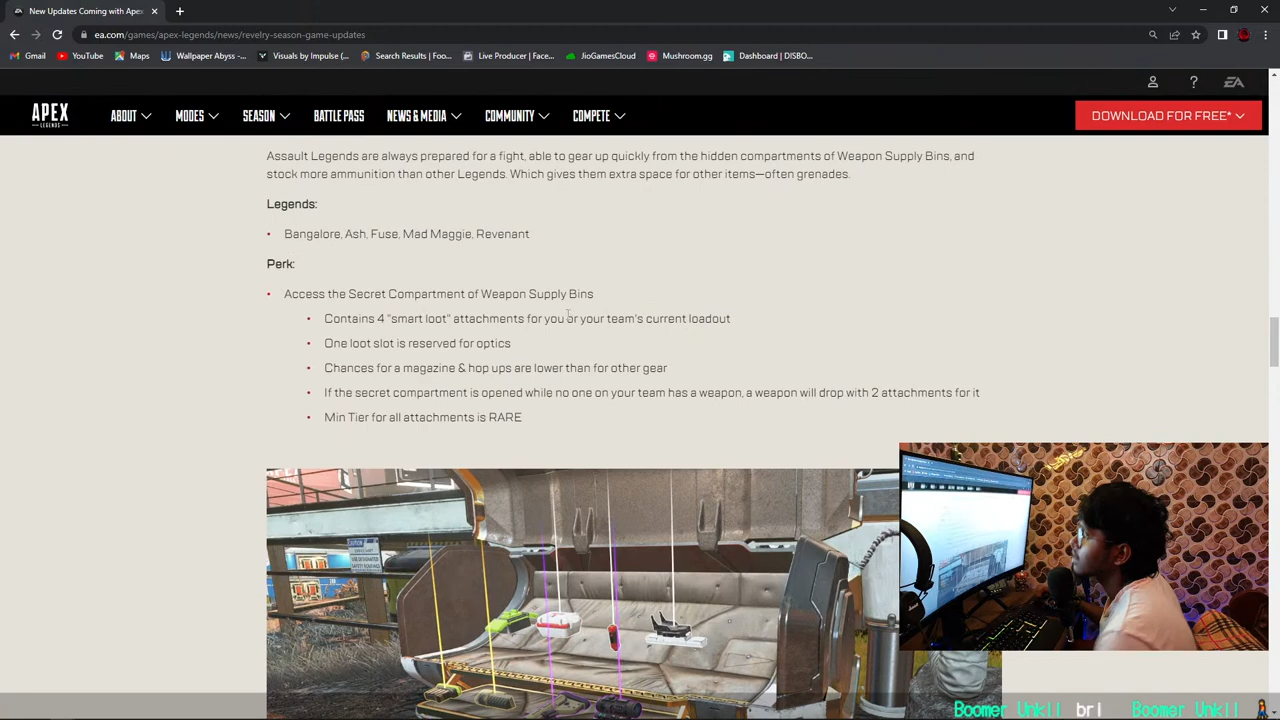 New Updates Coming with Apex
ea.com/games/apex-legends/news/revelry-season-game-updates
Gmail
YouTube
Maps
Wallpaper Abyss -...
Visuals by Impulse (...
Search Results | Foo...
Live Producer | Face...
JioGamesCloud
Mushroom.gg
Dashboard | DISBO...
EA
APEX
LEGENDS
ABOUT
MODES
SEASON
BATTLE PASS
NEWS & MEDIA
COMMUNITY
COMPETE
DOWNLOAD FOR FREE*
Assault Legends are always prepared for a fight, able to gear up quickly from the hidden compartments of Weapon Supply Bins, and
stock more ammunition than other Legends. Which gives them extra space for other items—often grenades.
Legends:
• Bangalore, Ash, Fuse, Mad Maggie, Revenant
Perk:
• Access the Secret Compartment of Weapon Supply Bins
• Contains 4 "smart loot" attachments for you or your team's current loadout
• One loot slot is reserved for optics
• Chances for a magazine & hop ups are lower than for other gear
• If the secret compartment is opened while no one on your team has a weapon, a weapon will drop with 2 attachments for it
• Min Tier for all attachments is RARE
CAUTION
Boomer Unkll bri Boomer Unkll